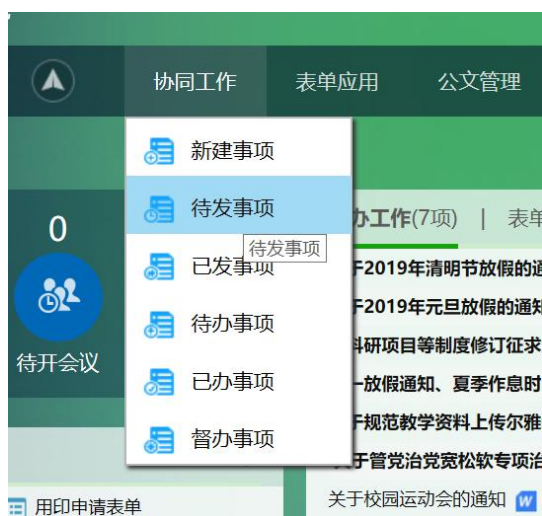 协同工作 表单应用 公文管理
新建事项
待发事项
待发事项
已发事项
待办事项
已办事项
督办事项
0
待开会议
办工作(7项) | 表单
于2019年清明节放假的通
于2019年元旦放假的通知
科研项目等制度修订征求
一放假通知、夏季作息时
于规范教学资料上传尔雅
关于管党治党宽松软专项治
关于校园运动会的通知
用印申请表单